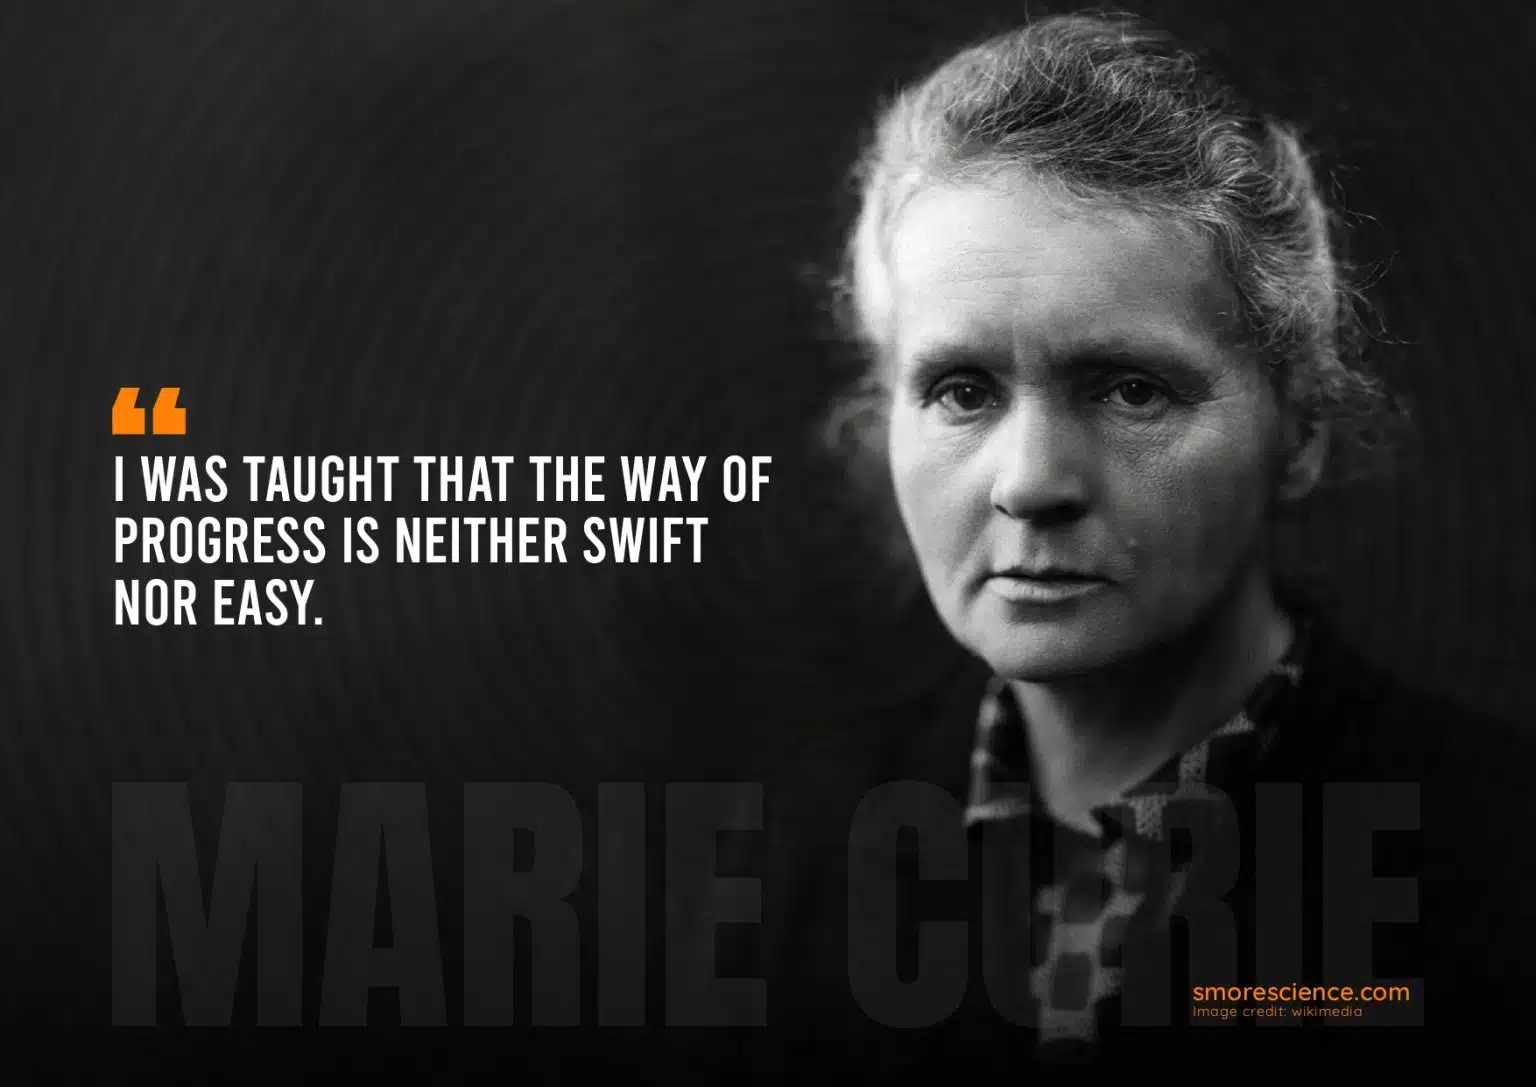 “
I WAS TAUGHT THAT THE WAY OF
PROGRESS IS NEITHER SWIFT
NOR EASY.
MARIE CURIE
smorescience.com
Image credit: wikimedia